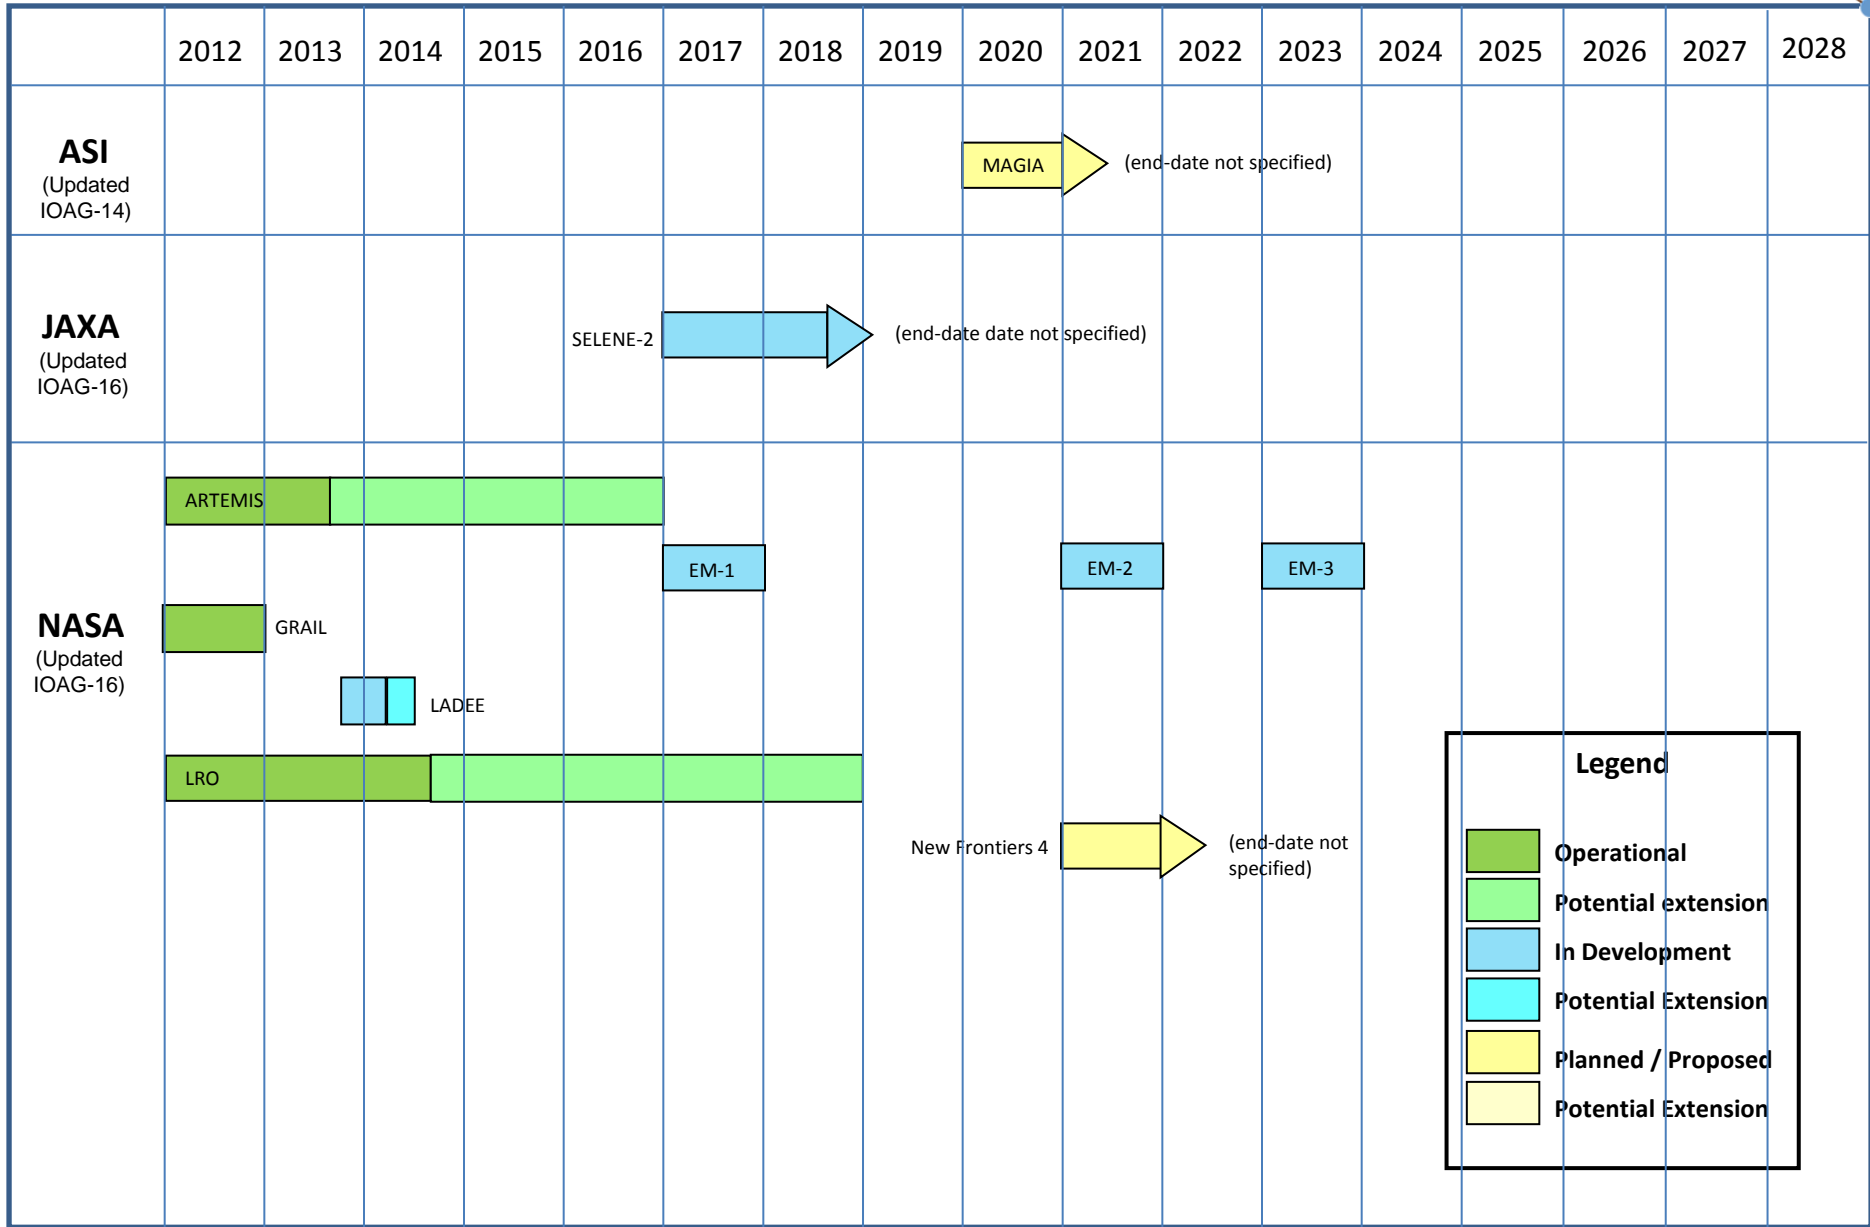 2012 2013 2014 2015 2016 2017 2018 2019 2020 2021 2022 2023 2024 2025 2026 2027 2028
ASI
(Updated
IOAG-14)
MAGIA
(end-date not specified)
JAXA
(Updated
IOAG-16)
SELENE-2
(end-date date not specified)
NASA
(Updated
IOAG-16)
ARTEMIS
EM-1
EM-2
EM-3
GRAIL
LADEE
LRO
New Frontiers 4
(end-date not
specified)
Legend
Operational
Potential extension
In Development
Potential Extension
Planned / Proposed
Potential Extension